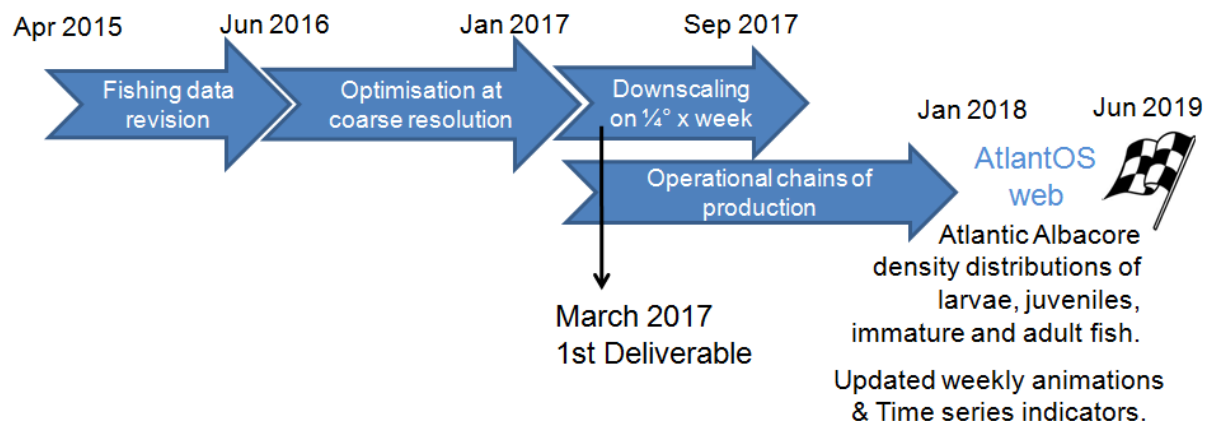 Apr 2015
Jun 2016
Jan 2017
Sep 2017
Fishing data
revision
Optimisation at
coarse resolution
Downscaling
on ¼° x week
Jan 2018
Jun 2019
Operational chains of
production
AtlantOS
web
March 2017
1st Deliverable
Atlantic Albacore
density distributions of
larvae, juveniles,
immature and adult fish.
Updated weekly animations
& Time series indicators.